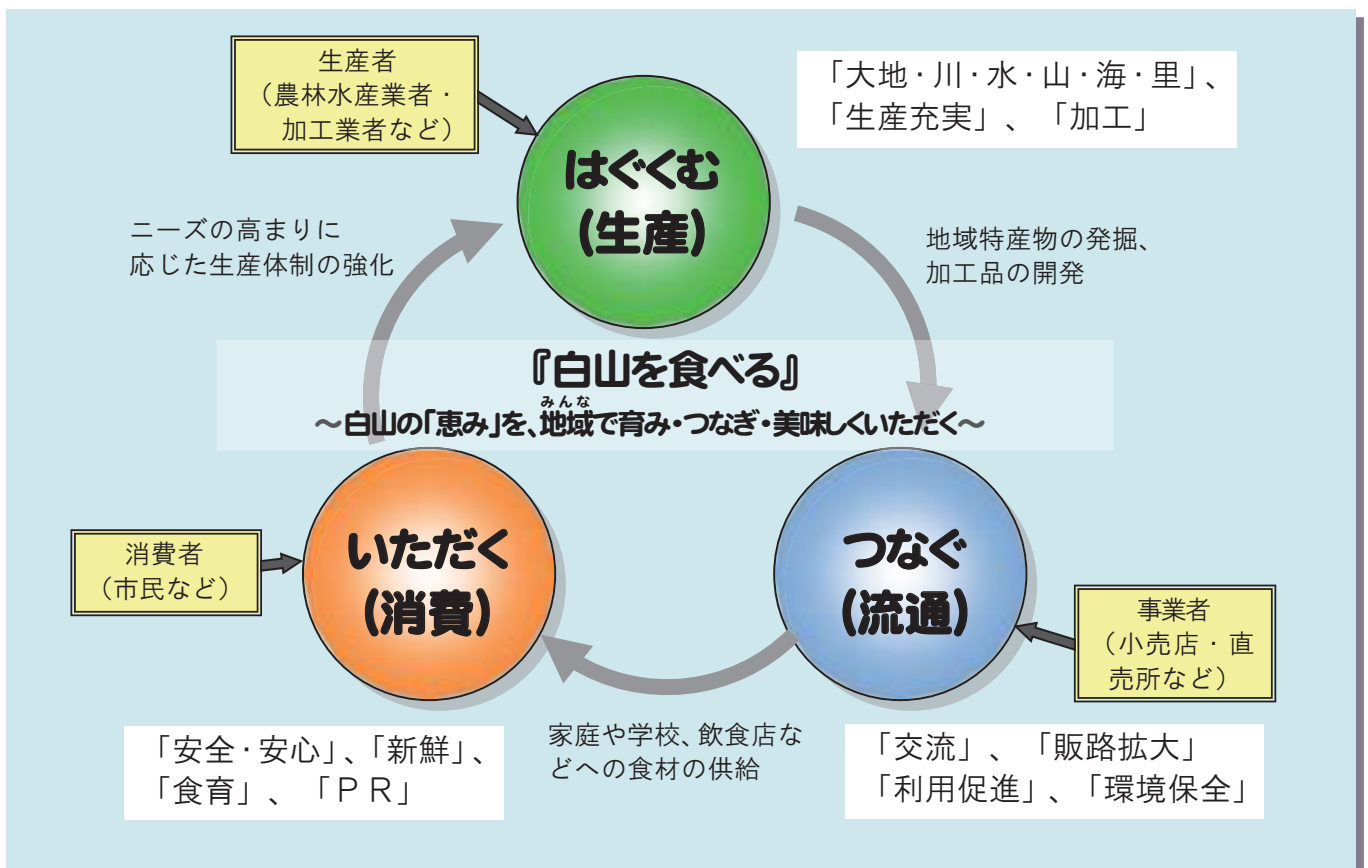 生産者
（農林水産業者・
加工業者など）
「大地・川・水・山・海・里」、
「生産充実」、「加工」
はぐくむ
(生産)
ニーズの高まりに
応じた生産体制の強化
地域特産物の発掘、
加工品の開発
『白山を食べる』
みんな
～白山の「恵み」を、地域で育み・つなぎ・美味しくいただく～
消費者
（市民など）
いただく
(消費)
つなぐ
(流通)
事業者
（小売店・直
売所など）
「安全・安心」、「新鮮」、
「食育」、「ＰＲ」
家庭や学校、飲食店な
どへの食材の供給
「交流」、「販路拡大」
「利用促進」、「環境保全」